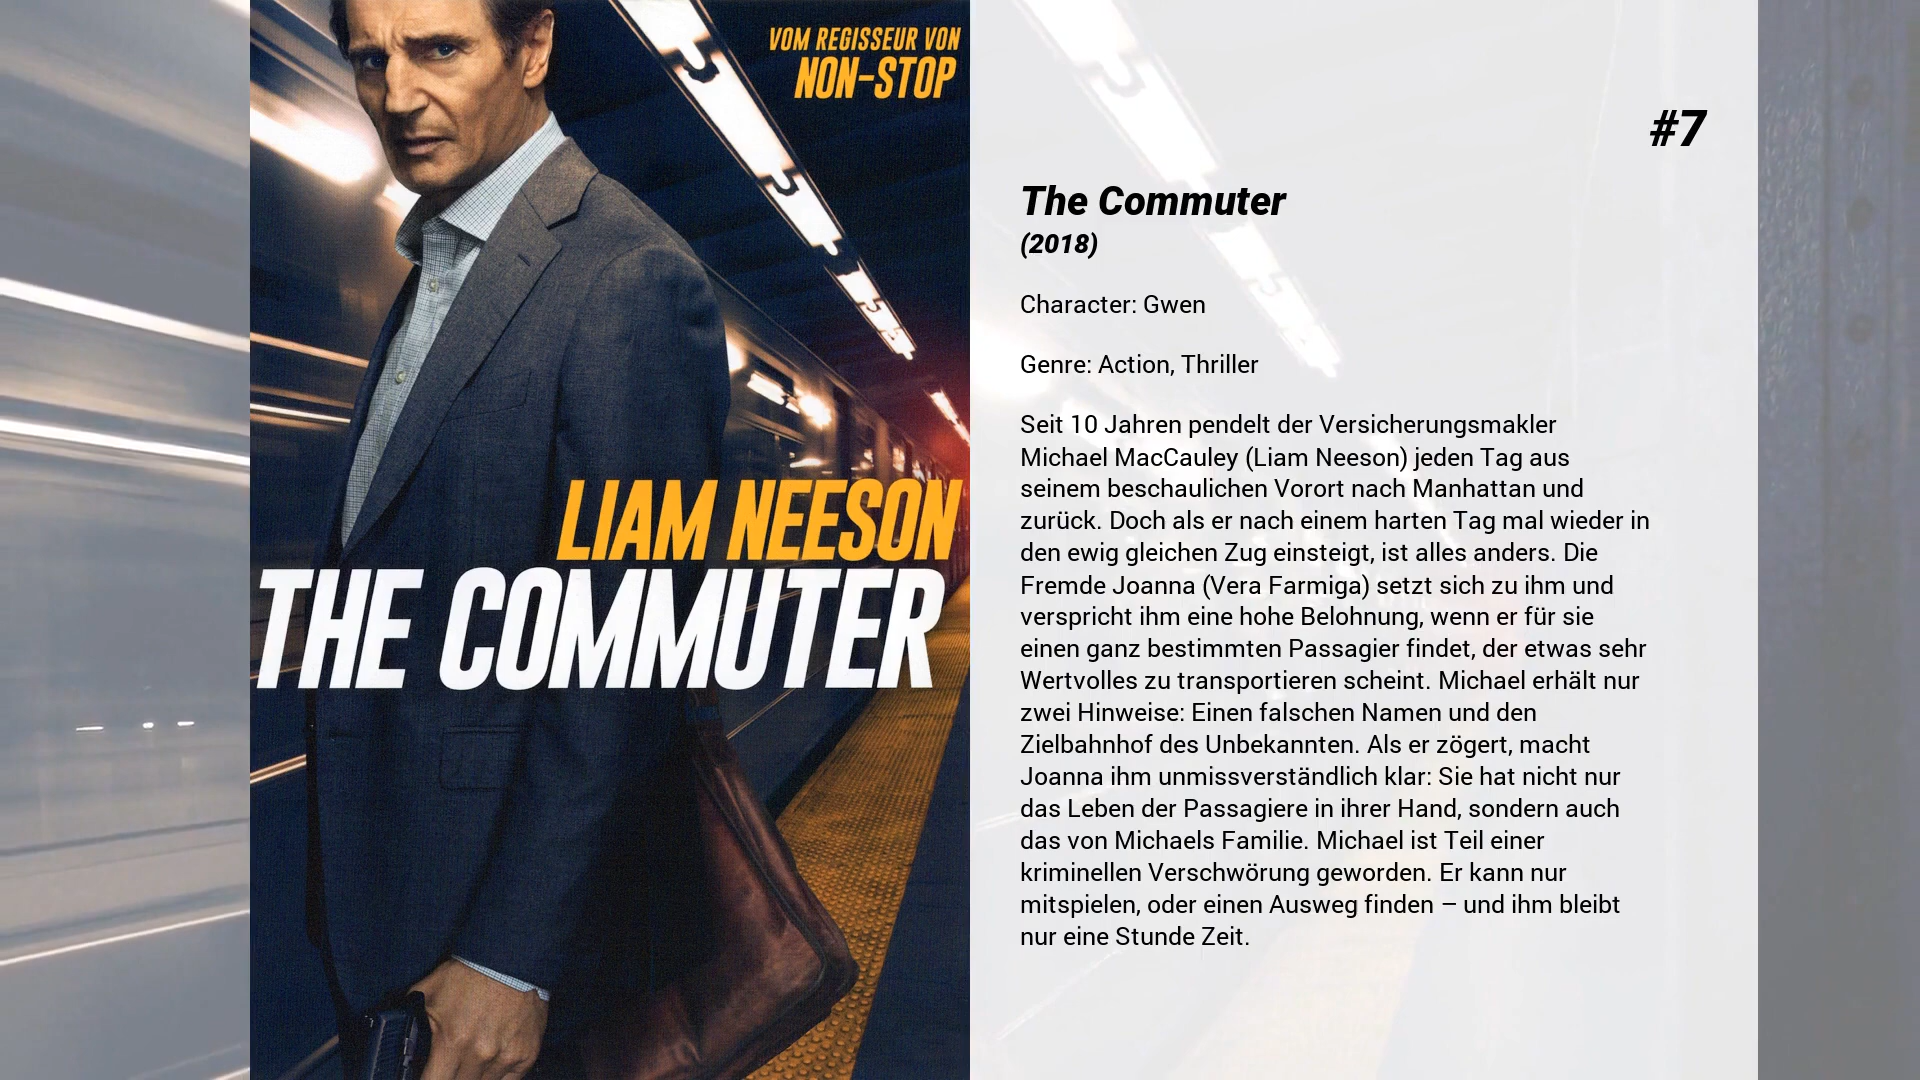 VOM REGISSEUR VON
NON-STOP
LIAM NEESON
THE COMMUTER
#7
The Commuter
(2018)
Character: Gwen
Genre: Action, Thriller
Seit 10 Jahren pendelt der Versicherungsmakler
Michael MacCauley (Liam Neeson) jeden Tag aus
seinem beschaulichen Vorort nach Manhattan und
zurück. Doch als er nach einem harten Tag mal wieder in
den ewig gleichen Zug einsteigt, ist alles anders. Die
Fremde Joanna (Vera Farmiga) setzt sich zu ihm und
verspricht ihm eine hohe Belohnung, wenn er für sie
einen ganz bestimmten Passagier findet, der etwas sehr
Wertvolles zu transportieren scheint. Michael erhält nur
zwei Hinweise: Einen falschen Namen und den
Zielbahnhof des Unbekannten. Als er zögert, macht
Joanna ihm unmissverständlich klar: Sie hat nicht nur
das Leben der Passagiere in ihrer Hand, sondern auch
das von Michaels Familie. Michael ist Teil einer
kriminellen Verschwörung geworden. Er kann nur
mitspielen, oder einen Ausweg finden – und ihm bleibt
nur eine Stunde Zeit.